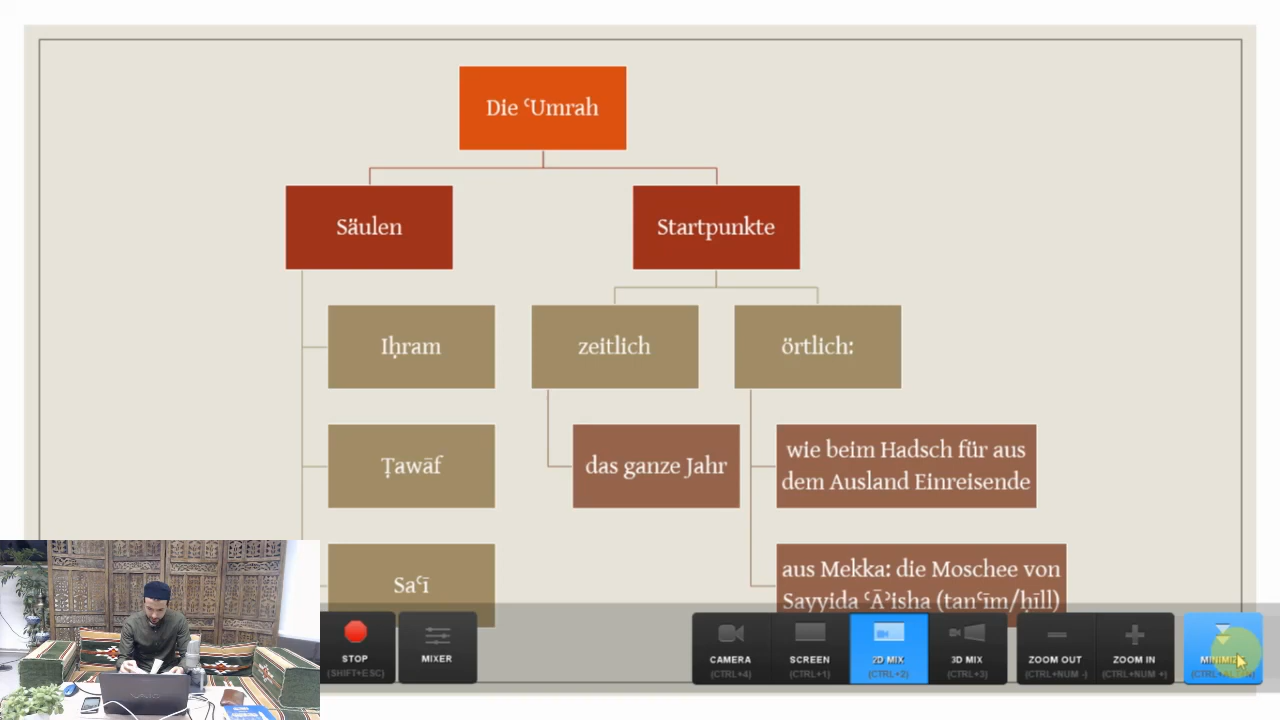 Die ʿUmrah
Säulen
Startpunkte
Iḥram
zeitlich
örtlich:
Ṭawāf
das ganze Jahr
wie beim Hadsch für aus
dem Ausland Einreisende
Saʿī
aus Mekka: die Moschee von
Sayyida ʿĀʾisha (tanʿīm/ḥīll)
STOP
(SHIFT+ESC)
MIXER
CAMERA
(CTRL+4)
SCREEN
(CTRL+1)
2D MIX
(CTRL+2)
3D MIX
(CTRL+3)
ZOOM OUT
(CTRL+NUM -)
ZOOM IN
(CTRL+NUM +)
VAIO